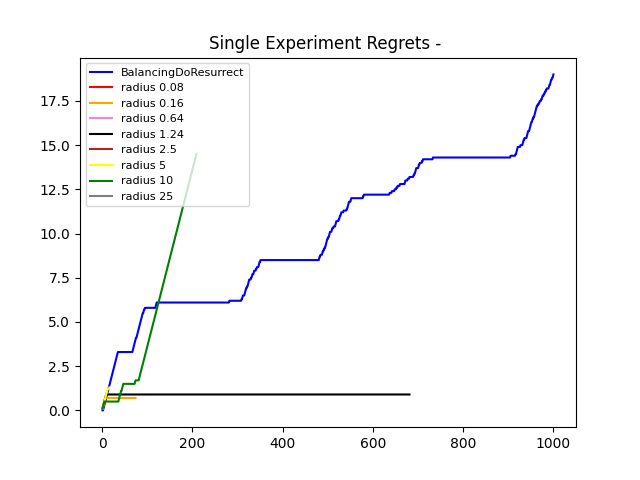 Single Experiment Regrets -
BalancingDoResurrect
radius 0.08
radius 0.16
radius 0.64
radius 1.24
radius 2.5
radius 5
radius 10
radius 25
17.5
15.0
12.5
10.0
7.5
5.0
2.5
0.0
0 200 400 600 800 1000